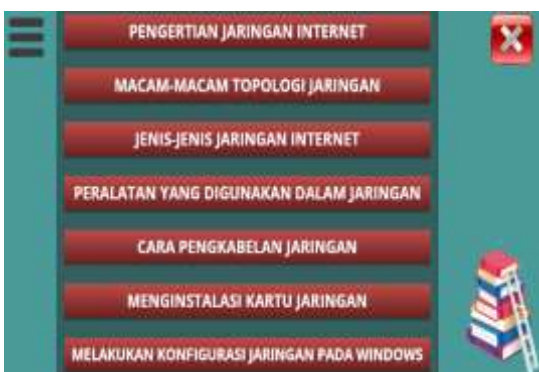 PENGERTIAN JARINGAN INTERNET
MACAM-MACAM TOPOLOGI JARINGAN
JENIS-JENIS JARINGAN INTERNET
PERALATAN YANG DIGUNAKAN DALAM JARINGAN
CARA PENGKABELAN JARINGAN
MENGINSTALASI KARTU JARINGAN
MELAKUKAN KONFIGURASI JARINGAN PADA WINDOWS